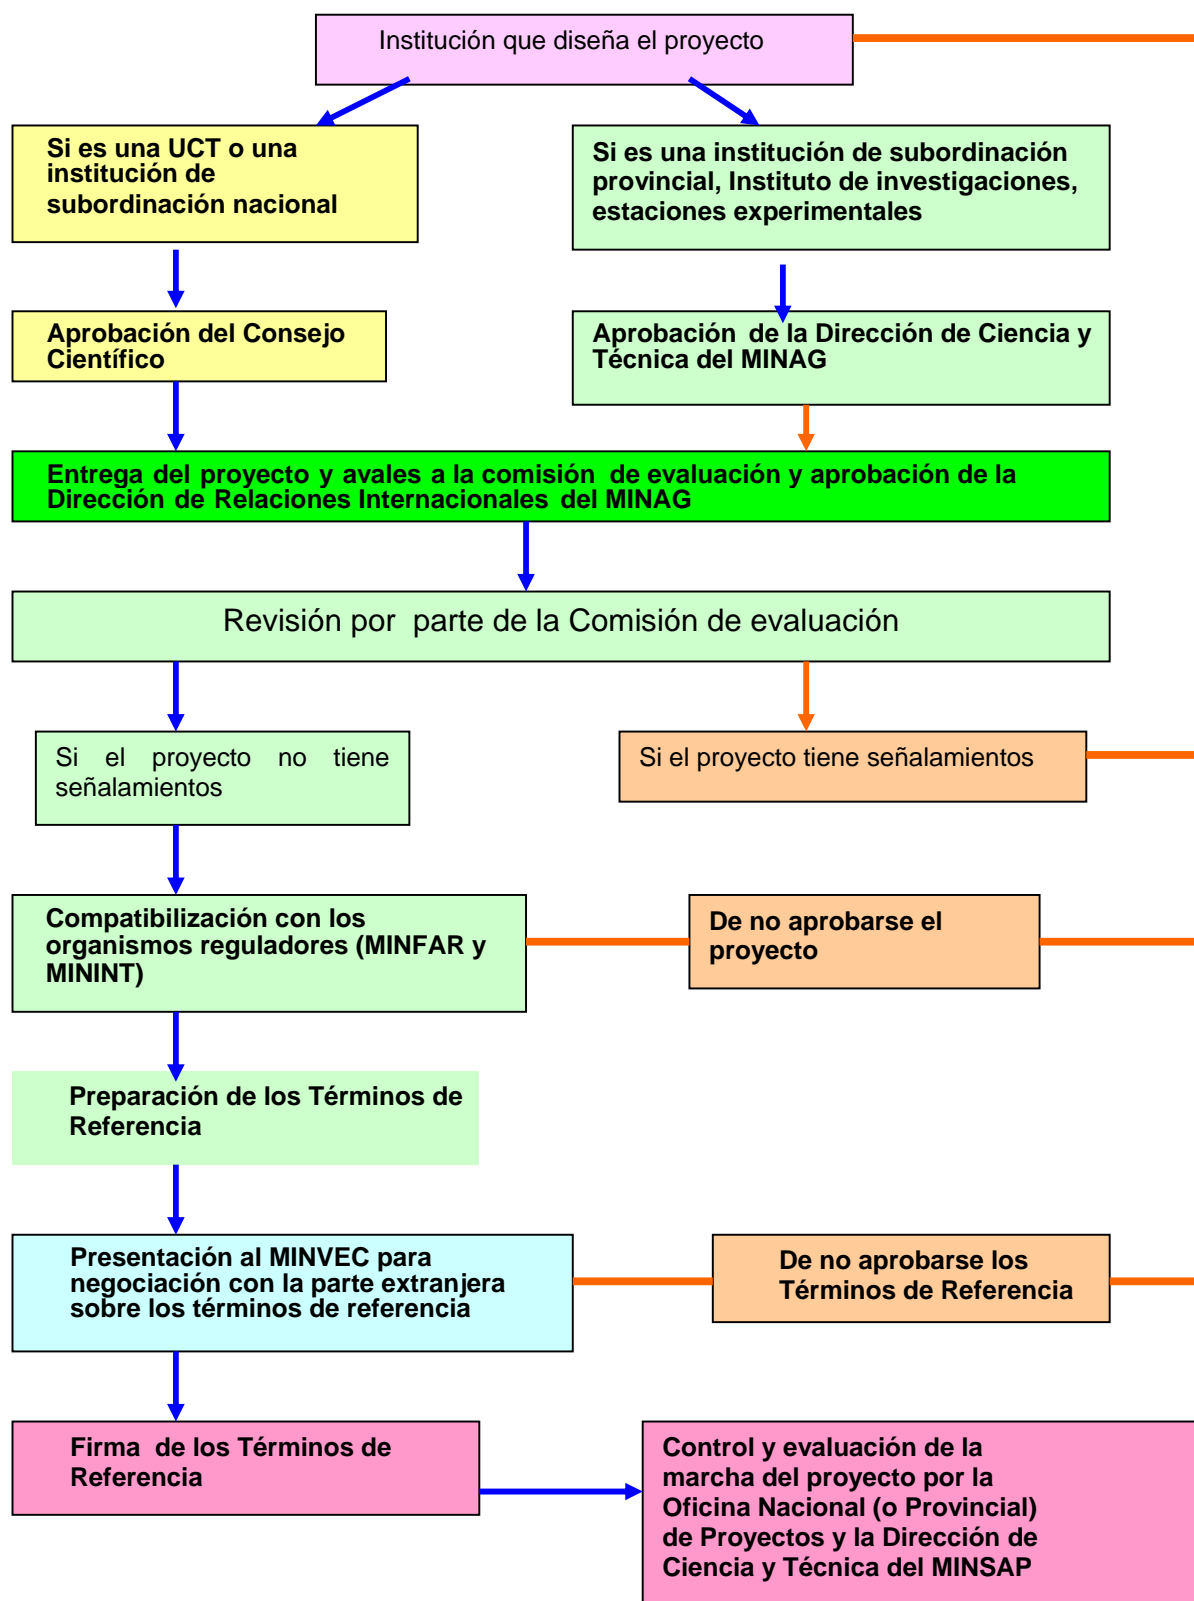 Institución que diseña el proyecto
Si es una UCT o una
institución de
subordinación nacional
Si es una institución de subordinación
provincial, Instituto de investigaciones,
estaciones experimentales
Aprobación del Consejo
Científico
Aprobación de la Dirección de Ciencia y
Técnica del MINAG
Entrega del proyecto y avales a la comisión de evaluación y aprobación de la
Dirección de Relaciones Internacionales del MINAG
Revisión por parte de la Comisión de evaluación
Si el proyecto no tiene
señalamientos
Si el proyecto tiene señalamientos
Compatibilización con los
organismos reguladores (MINFAR y
MININT)
De no aprobarse el
proyecto
Preparación de los Términos de
Referencia
Presentación al MINVEC para
negociación con la parte extranjera
sobre los términos de referencia
De no aprobarse los
Términos de Referencia
Firma de los Términos de
Referencia
Control y evaluación de la
marcha del proyecto por la
Oficina Nacional (o Provincial)
de Proyectos y la Dirección de
Ciencia y Técnica del MINSAP